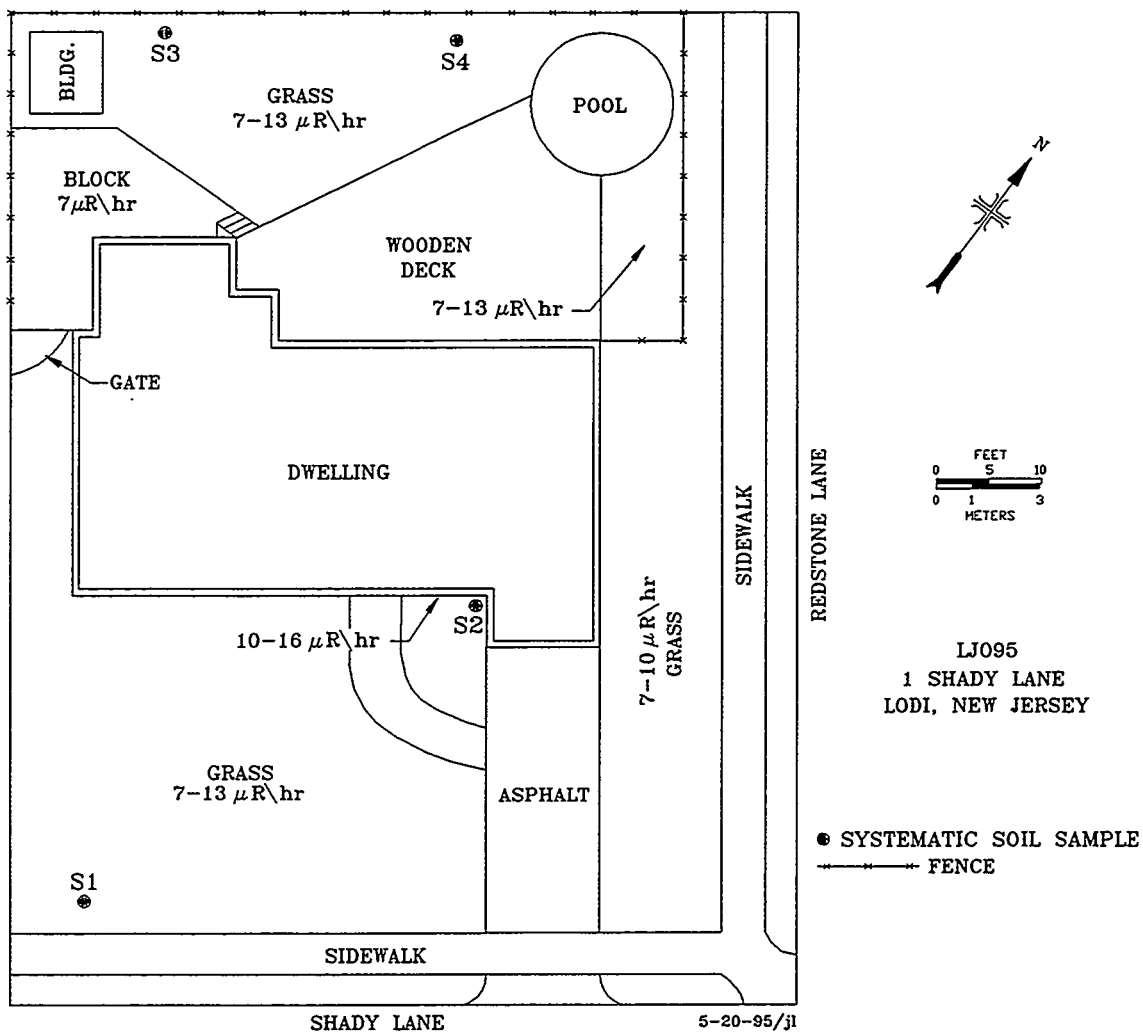 S3
S4
BLDG.
GRASS
7-13 μR\hr
POOL
N
BLOCK
7μR\hr
WOODEN
DECK
7-13 μR\hr
GATE
DWELLING
FEET
0 5 10
0 1 3
METERS
SIDEWALK
REDSTONE LANE
S2
10-16 μR\hr
7-10 μR\hr
GRASS
LJ095
1 SHADY LANE
LODI, NEW JERSEY
GRASS
7-13 μR\hr
ASPHALT
SYSTEMATIC SOIL SAMPLE
FENCE
S1
SIDEWALK
SHADY LANE
5-20-95/jl